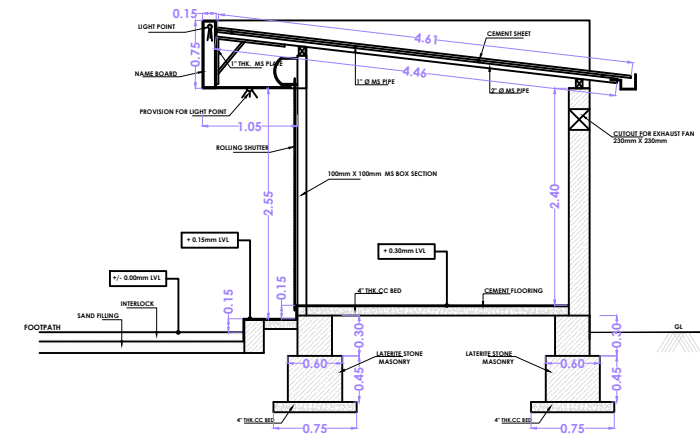 0.15
LIGHT POINT
4.61
CEMENT SHEET
0.75
1" THK. MS PLATE
4.46
NAME BOARD
1" Ø MS PIPE
2" Ø MS PIPE
PROVISION FOR LIGHT POINT
1.05
CUTOUT FOR EXHAUST FAN
230mm X 230mm
ROLLING SHUTTER
100mm X 100mm MS BOX SECTION
2.55
2.40
+ 0.15mm LVL
+ 0.30mm LVL
+/- 0.00mm LVL
0.15
0.15
4" THK.CC BED
CEMENT FLOORING
INTERLOCK
SAND FILLING
FOOTPATH
GL
0.30
0.30
LATERITE STONE
MASONRY
LATERITE STONE
MASONRY
0.60
0.60
0.45
0.45
4" THK.CC BED
0.75
4" THK.CC BED
0.75